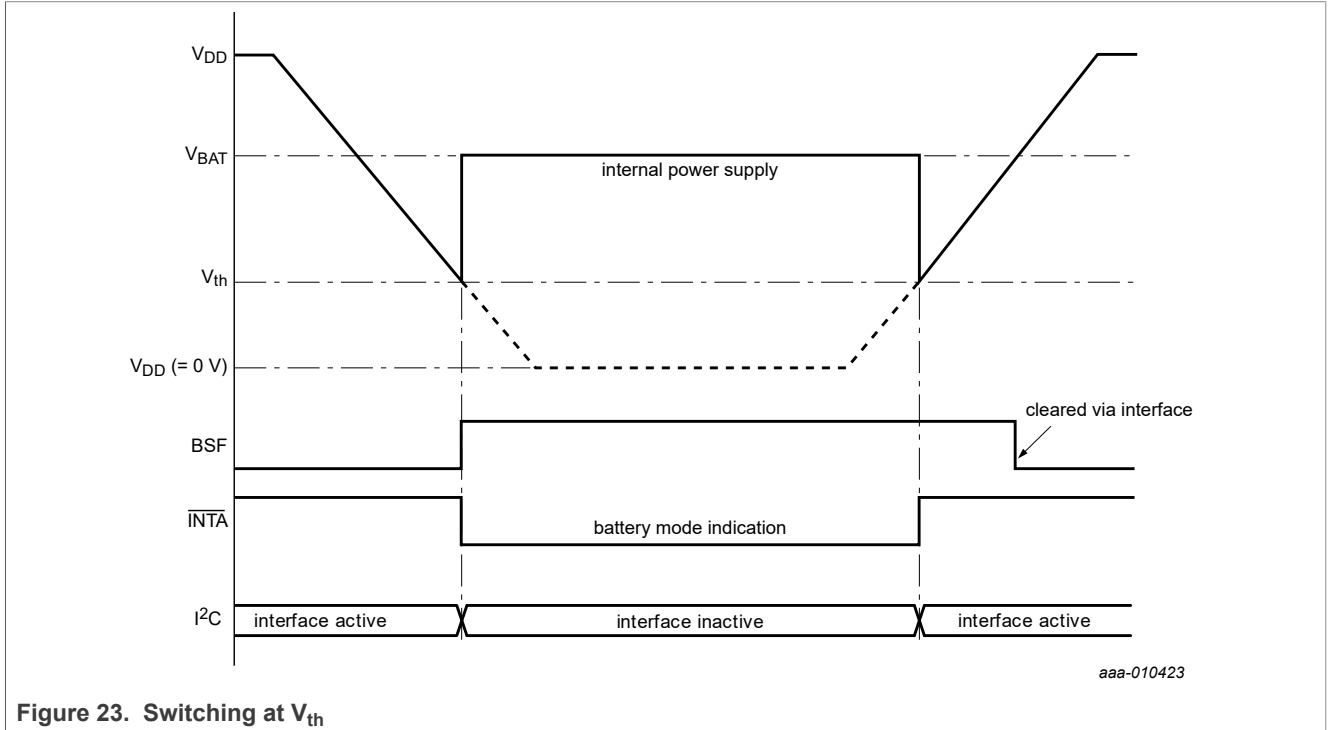 VDD
VBAT
internal power supply
Vth
VDD (= 0 V)
cleared via interface
BSF
INTA
battery mode indication
I2C
interface active
interface inactive
interface active
aaa-010423
Figure 23. Switching at Vth